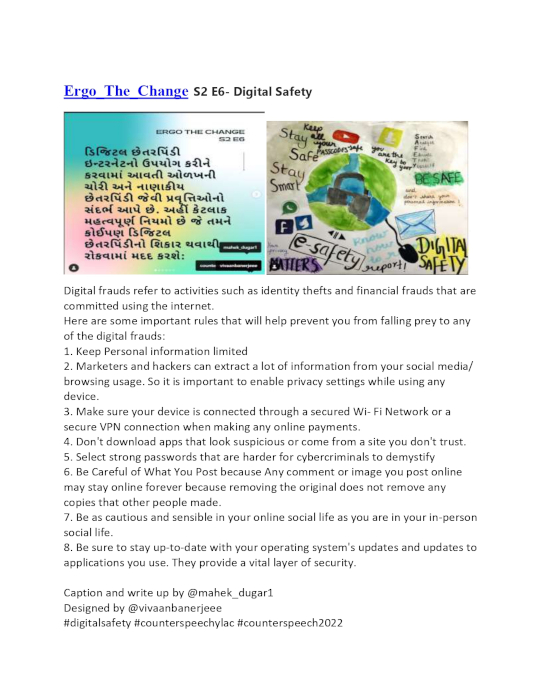 Ergo_The_Change S2 E6- Digital Safety
ERGO THE CHANGE
S2 E6
ડિજિટલ છેતરપિંડી
ઇન્ટરનેટનો ઉપયોગ કરીને
કરવામાં આવતી ઓળખની
ચોરી અને નાણાકીય
છેતરપિંડી જેવી પ્રવૃત્તિઓનો
સંદર્ભ આપે છે. અહીં કેટલાક
મહત્વપૂર્ણ નિયમો છે જે તમને
કોઈપણ ડિજિટલ
છેતરપિંડીનો શિકાર થવાથી
રોકવામાં મદદ કરશે:
mahek_dugar1
vivaanbanerjeee
Keep
all
your
Passcodes safe
Stay
Safe
Stay
Smart
you
are the
key to
your
BE SAFE
and
don't share your
personal information!
e-safety
MATTERS
Know
how
to
report!
DIGITAL
SAFETY
Digital frauds refer to activities such as identity thefts and financial frauds that are
committed using the internet.
Here are some important rules that will help prevent you from falling prey to any
of the digital frauds:
1. Keep Personal information limited
2. Marketers and hackers can extract a lot of information from your social media/
browsing usage. So it is important to enable privacy settings while using any
device.
3. Make sure your device is connected through a secured Wi- Fi Network or a
secure VPN connection when making any online payments.
4. Don't download apps that look suspicious or come from a site you don't trust.
5. Select strong passwords that are harder for cybercriminals to demystify
6. Be Careful of What You Post because Any comment or image you post online
may stay online forever because removing the original does not remove any
copies that other people made.
7. Be as cautious and sensible in your online social life as you are in your in-person
social life.
8. Be sure to stay up-to-date with your operating system's updates and updates to
applications you use. They provide a vital layer of security.
Caption and write up by @mahek_dugar1
Designed by @vivaanbanerjeee
#digitalsafety #counterspeechylac #counterspeech2022